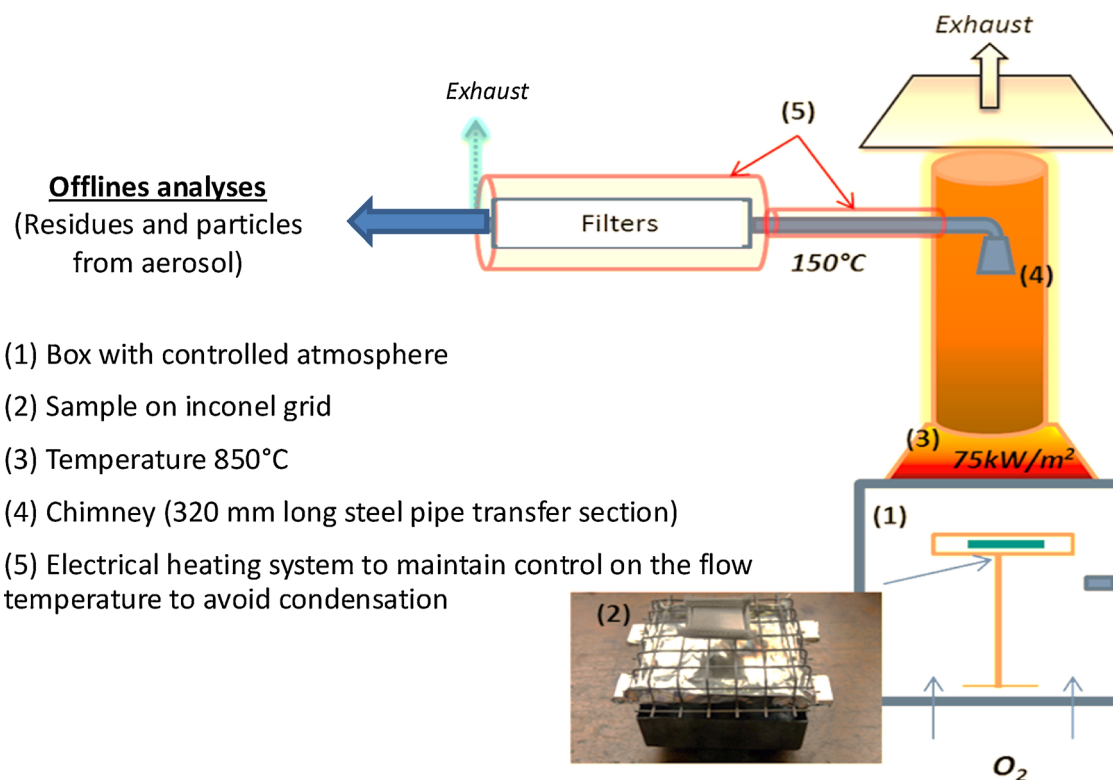 Exhaust
Exhaust
(5)
Offlines analyses
(Residues and particles
from aerosol)
Filters
150°C
(4)
(1) Box with controlled atmosphere
(2) Sample on inconel grid
(3) Temperature 850°C
(4) Chimney (320 mm long steel pipe transfer section)
(5) Electrical heating system to maintain control on the flow
temperature to avoid condensation
(3)
75kW/m²
(1)
(2)
O₂